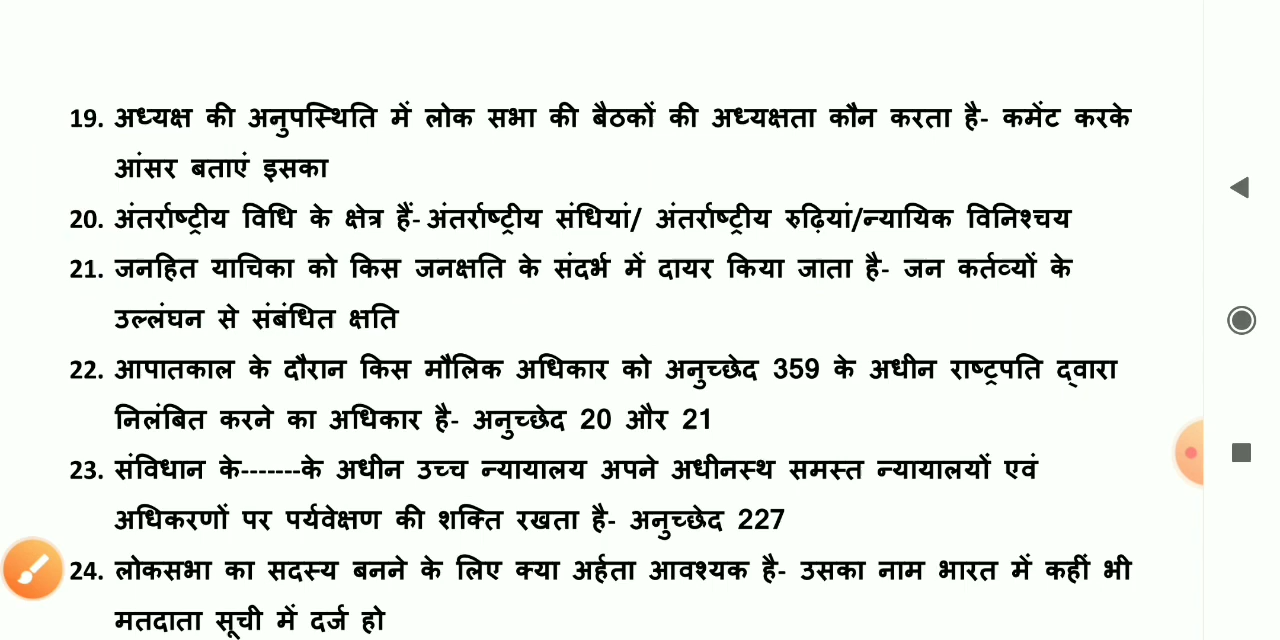 19. अध्यक्ष की अनुपस्थिति में लोक सभा की बैठकों की अध्यक्षता कौन करता है- कमेंट करके
आंसर बताएं इसका
20. अंतर्राष्ट्रीय विधि के क्षेत्र हैं- अंतर्राष्ट्रीय संधियां/ अंतर्राष्ट्रीय रुढ़ियां/न्यायिक विनिश्चय
21. जनहित याचिका को किस जनक्षति के संदर्भ में दायर किया जाता है- जन कर्तव्यों के
उल्लंघन से संबंधित क्षति
22. आपातकाल के दौरान किस मौलिक अधिकार को अनुच्छेद 359 के अधीन राष्ट्रपति द्वारा
निलंबित करने का अधिकार है- अनुच्छेद 20 और 21
23. संविधान के-------के अधीन उच्च न्यायालय अपने अधीनस्थ समस्त न्यायालयों एवं
अधिकरणों पर पर्यवेक्षण की शक्ति रखता है- अनुच्छेद 227
24. लोकसभा का सदस्य बनने के लिए क्या अर्हता आवश्यक है- उसका नाम भारत में कहीं भी
मतदाता सूची में दर्ज हो